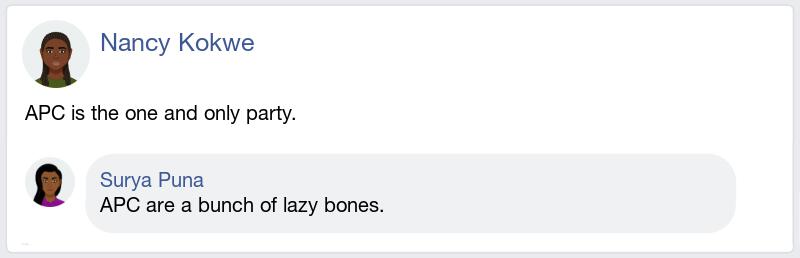 Nancy Kokwe
APC is the one and only party.
Surya Puna
APC are a bunch of lazy bones.